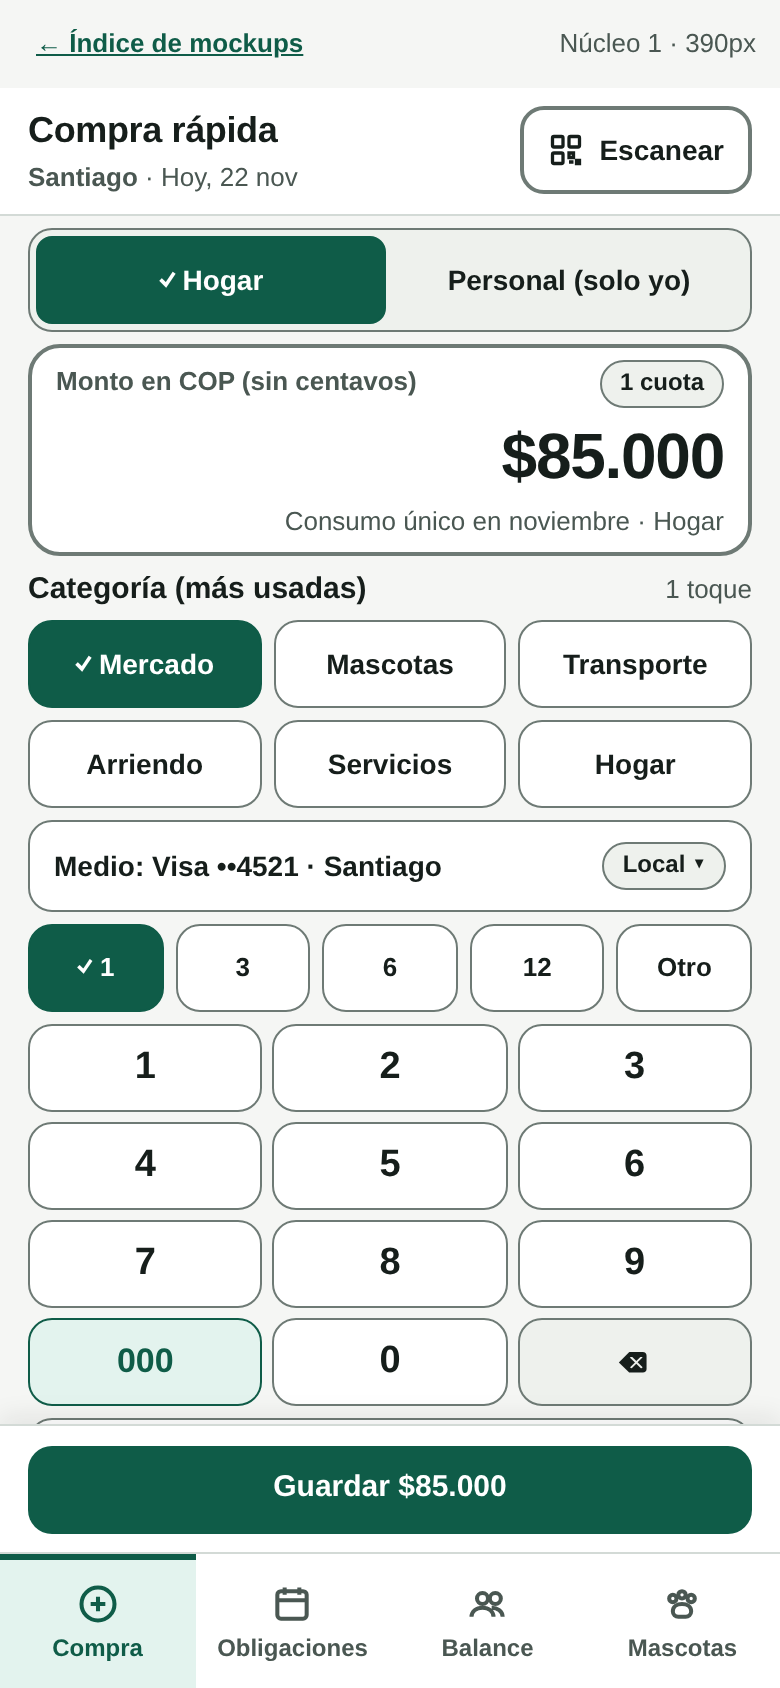 ← Índice de mockups
Núcleo 1 · 390px
Compra rápida
Santiago · Hoy, 22 nov
Escanear
Hogar
Personal (solo yo)
Monto en COP (sin centavos)
1 cuota
$85.000
Consumo único en noviembre · Hogar
Categoría (más usadas)
1 toque
Mercado
Mascotas
Transporte
Arriendo
Servicios
Hogar
Medio: Visa ••4521 · Santiago
Local ▼
1
3
6
12
Otro
1
2
3
4
5
6
7
8
9
000
0
Guardar $85.000
Compra
Obligaciones
Balance
Mascotas